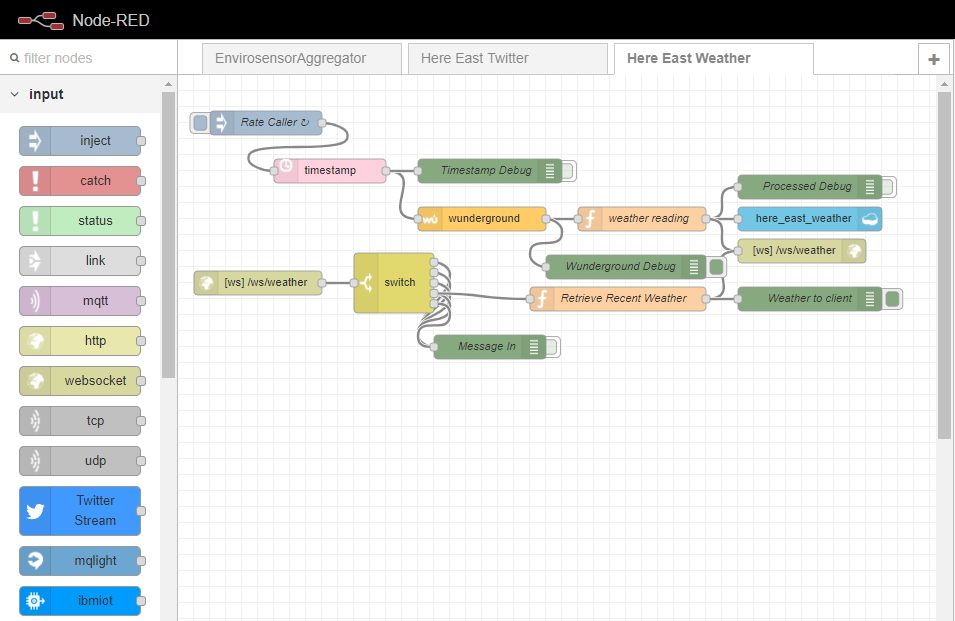 Node-RED
filter nodes
EnvirosensorAggregator
Here East Twitter
Here East Weather
+
input
inject
catch
status
link
mqtt
http
websocket
tcp
udp
Twitter
Stream
mqlight
ibmiot
Rate Caller ↻
timestamp
Timestamp Debug
Processed Debug
wunderground
weather reading
here_east_weather
[ws] /ws/weather
Wunderground Debug
[ws] /ws/weather
switch
Retrieve Recent Weather
Weather to client
Message In